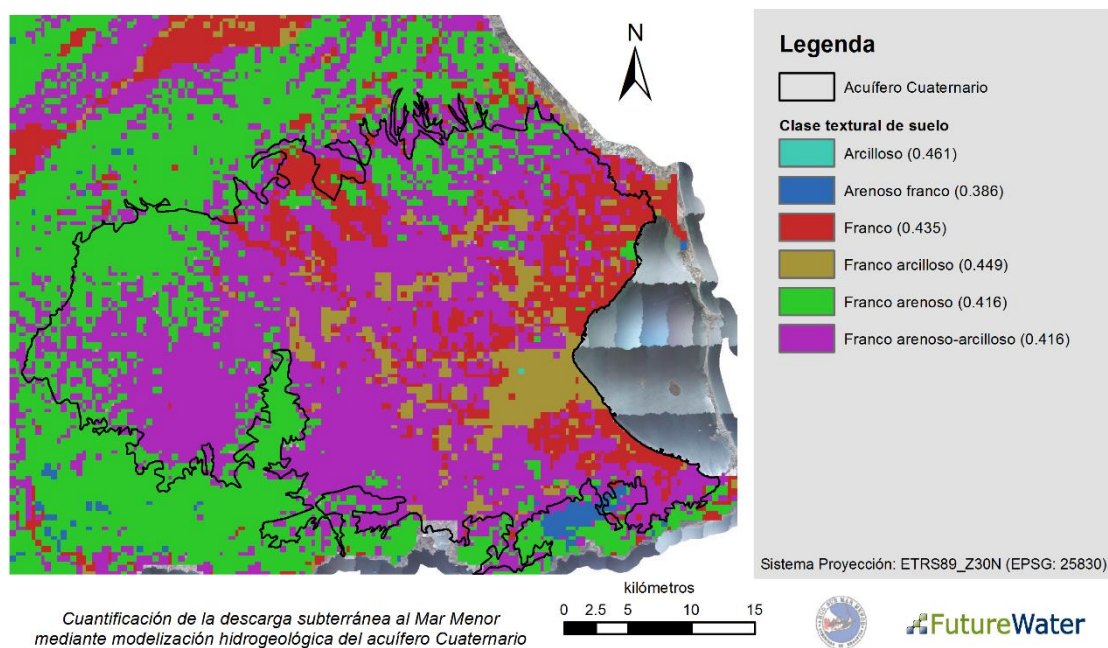 N
Legenda
Acuífero Cuaternario
Clase textural de suelo
Arcilloso (0.461)
Arenoso franco (0.386)
Franco (0.435)
Franco arcilloso (0.449)
Franco arenoso (0.416)
Franco arenoso-arcilloso (0.416)
Sistema Proyección: ETRS89_Z30N (EPSG: 25830)
kilómetros
0 2.5 5 10 15
Cuantificación de la descarga subterránea al Mar Menor
mediante modelización hidrogeológica del acuífero Cuaternario
FutureWater